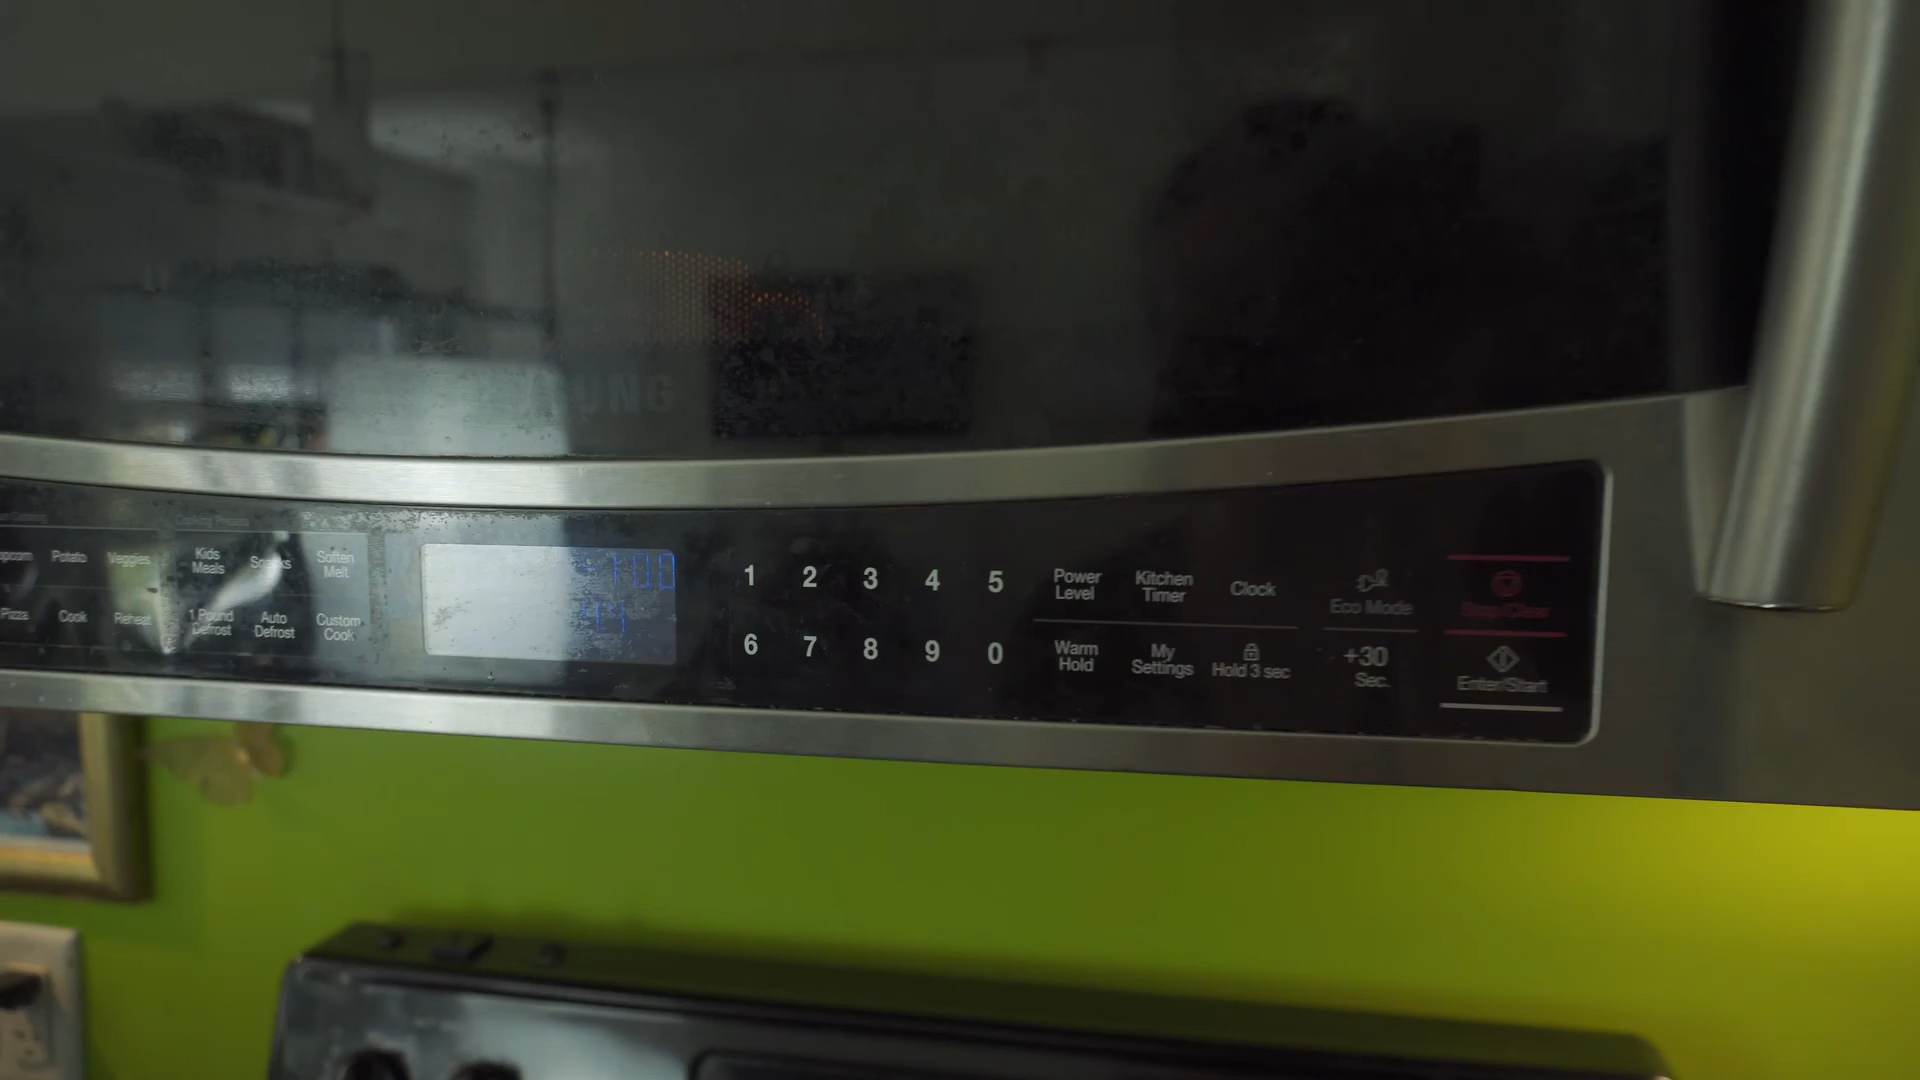 Potato
Veggies
Kids
Meals
Soften
Melt
Pizza
Cook
Reheat
1 Pound
Defrost
Auto
Defrost
Custom
Cook
1 2 3 4 5
6 7 8 9 0
Power
Level
Kitchen
Timer
Clock
Eco Mode
Warm
Hold
My
Settings
Hold 3 sec
+30
Sec.
Stop/Clear
Enter/Start